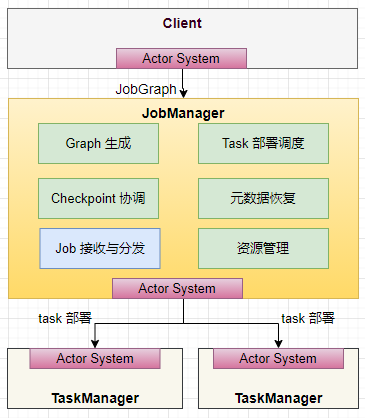 Client
Actor System
JobGraph
JobManager
Graph 生成
Task 部署调度
Checkpoint 协调
元数据恢复
Job 接收与分发
资源管理
Actor System
task 部署
task 部署
Actor System
Actor System
TaskManager
TaskManager